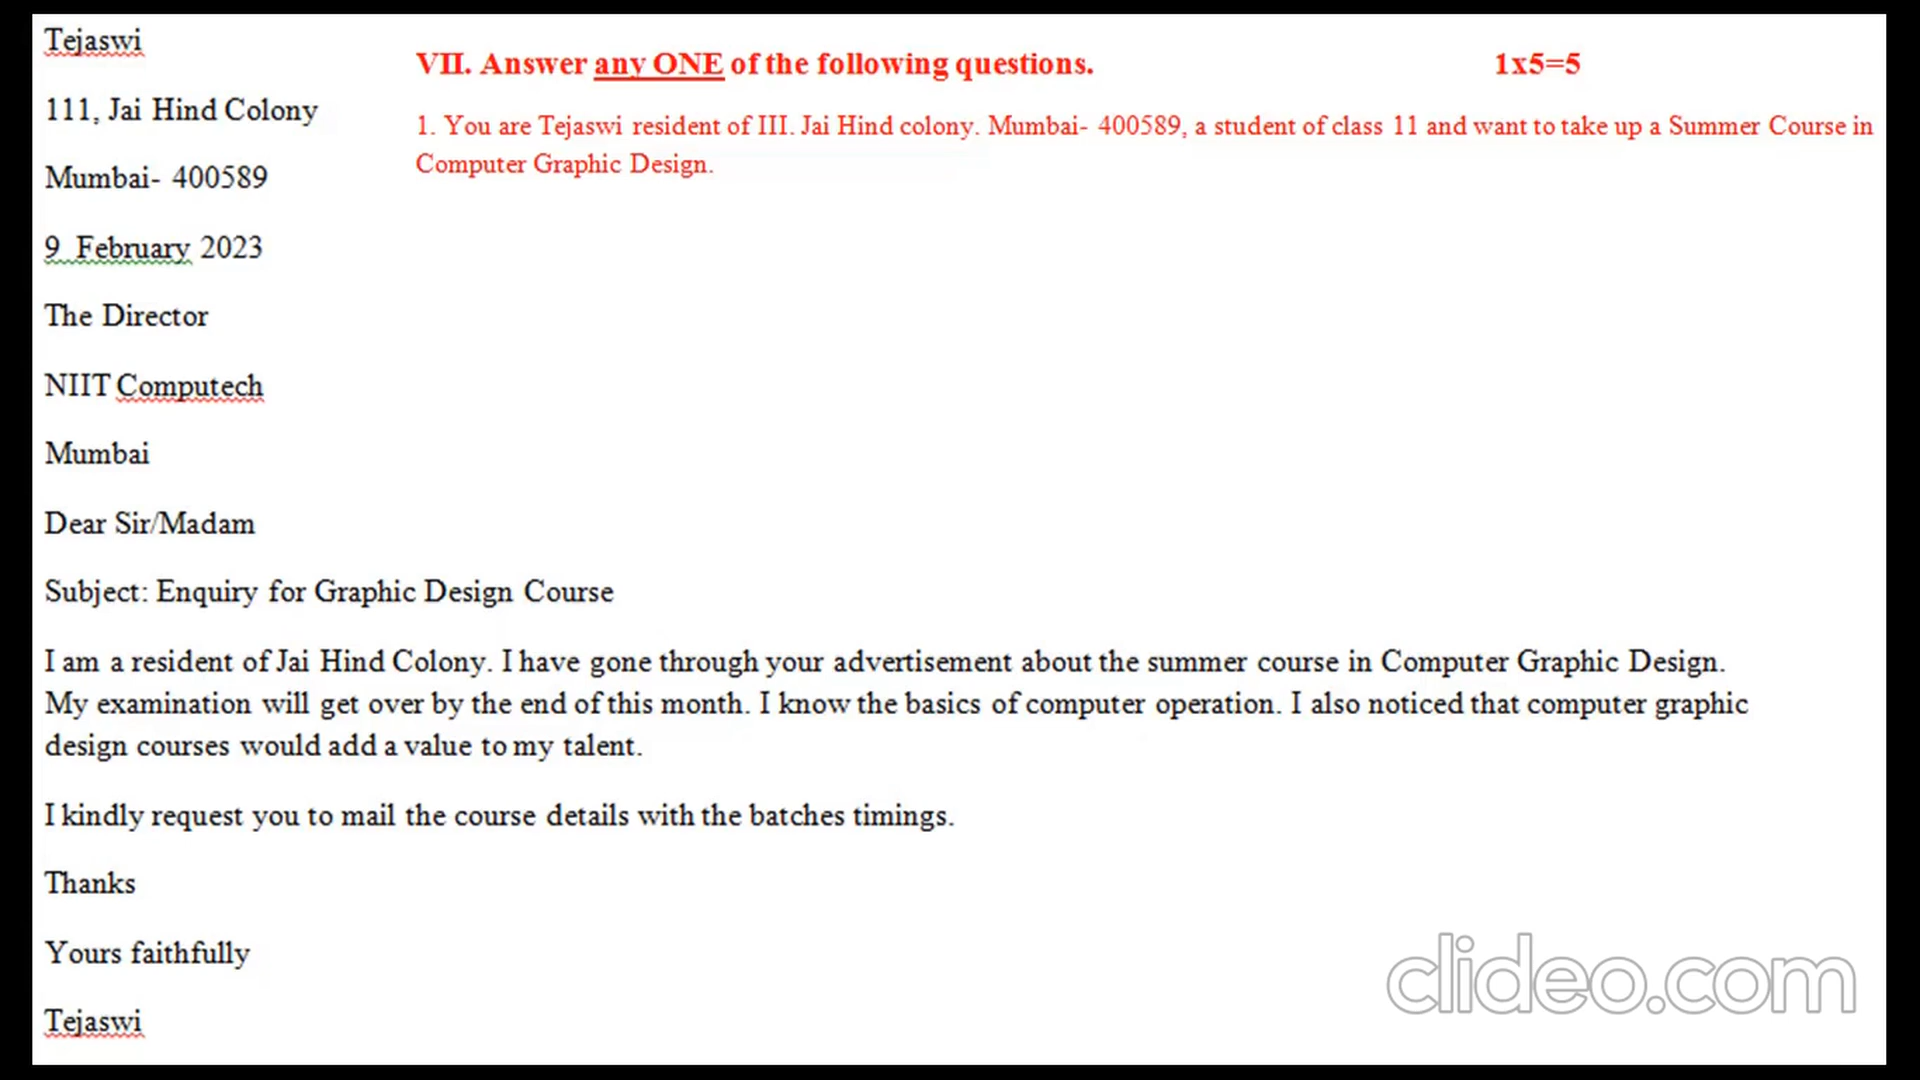 Tejaswi
VII. Answer any ONE of the following questions. 1x5=5
1. You are Tejaswi resident of III. Jai Hind colony. Mumbai- 400589, a student of class 11 and want to take up a Summer Course in
Computer Graphic Design.
111, Jai Hind Colony
Mumbai- 400589
9 February 2023
The Director
NIIT Computech
Mumbai
Dear Sir/Madam
Subject: Enquiry for Graphic Design Course
I am a resident of Jai Hind Colony. I have gone through your advertisement about the summer course in Computer Graphic Design.
My examination will get over by the end of this month. I know the basics of computer operation. I also noticed that computer graphic
design courses would add a value to my talent.
I kindly request you to mail the course details with the batches timings.
Thanks
Yours faithfully
Tejaswi
clideo.com